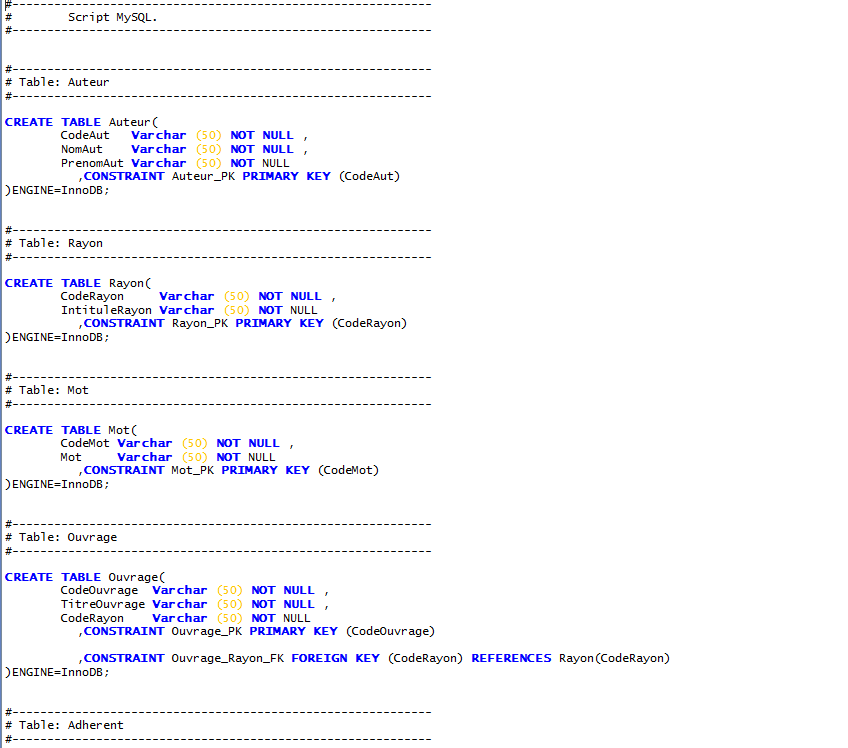 #------------------------------------------------------------
#        Script MySQL.
#------------------------------------------------------------
#------------------------------------------------------------
# Table: Auteur
#------------------------------------------------------------
CREATE TABLE Auteur(
        CodeAut   Varchar (50) NOT NULL ,
        NomAut    Varchar (50) NOT NULL ,
        PrenomAut Varchar (50) NOT NULL
	,CONSTRAINT Auteur_PK PRIMARY KEY (CodeAut)
)ENGINE=InnoDB;
#------------------------------------------------------------
# Table: Rayon
#------------------------------------------------------------
CREATE TABLE Rayon(
        CodeRayon     Varchar (50) NOT NULL ,
        IntituleRayon Varchar (50) NOT NULL
	,CONSTRAINT Rayon_PK PRIMARY KEY (CodeRayon)
)ENGINE=InnoDB;
#------------------------------------------------------------
# Table: Mot
#------------------------------------------------------------
CREATE TABLE Mot(
        CodeMot Varchar (50) NOT NULL ,
        Mot     Varchar (50) NOT NULL
	,CONSTRAINT Mot_PK PRIMARY KEY (CodeMot)
)ENGINE=InnoDB;
#------------------------------------------------------------
# Table: Ouvrage
#------------------------------------------------------------
CREATE TABLE Ouvrage(
        CodeOuvrage  Varchar (50) NOT NULL ,
        TitreOuvrage Varchar (50) NOT NULL ,
        CodeRayon    Varchar (50) NOT NULL
	,CONSTRAINT Ouvrage_PK PRIMARY KEY (CodeOuvrage)
	,CONSTRAINT Ouvrage_Rayon_FK FOREIGN KEY (CodeRayon) REFERENCES Rayon(CodeRayon)
)ENGINE=InnoDB;
#------------------------------------------------------------
# Table: Adherent
#------------------------------------------------------------